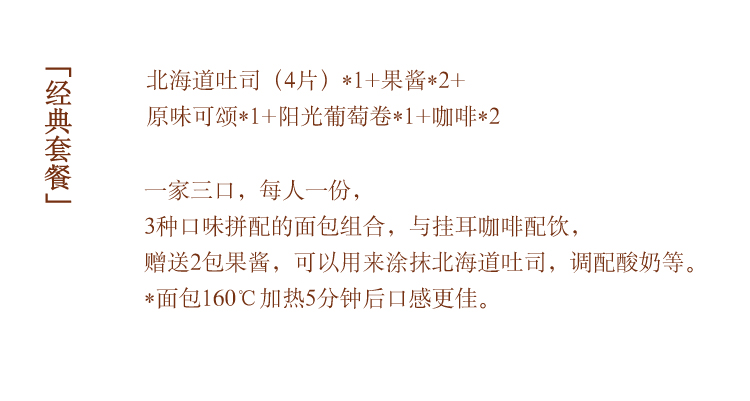 「经典套餐」
北海道吐司（4片）*1+果酱*2+
原味可颂*1+阳光葡萄卷*1+咖啡*2
一家三口，每人一份，
3种口味拼配的面包组合，与挂耳咖啡配饮，
赠送2包果酱，可以用来涂抹北海道吐司，调配酸奶等。
*面包160℃加热5分钟后口感更佳。